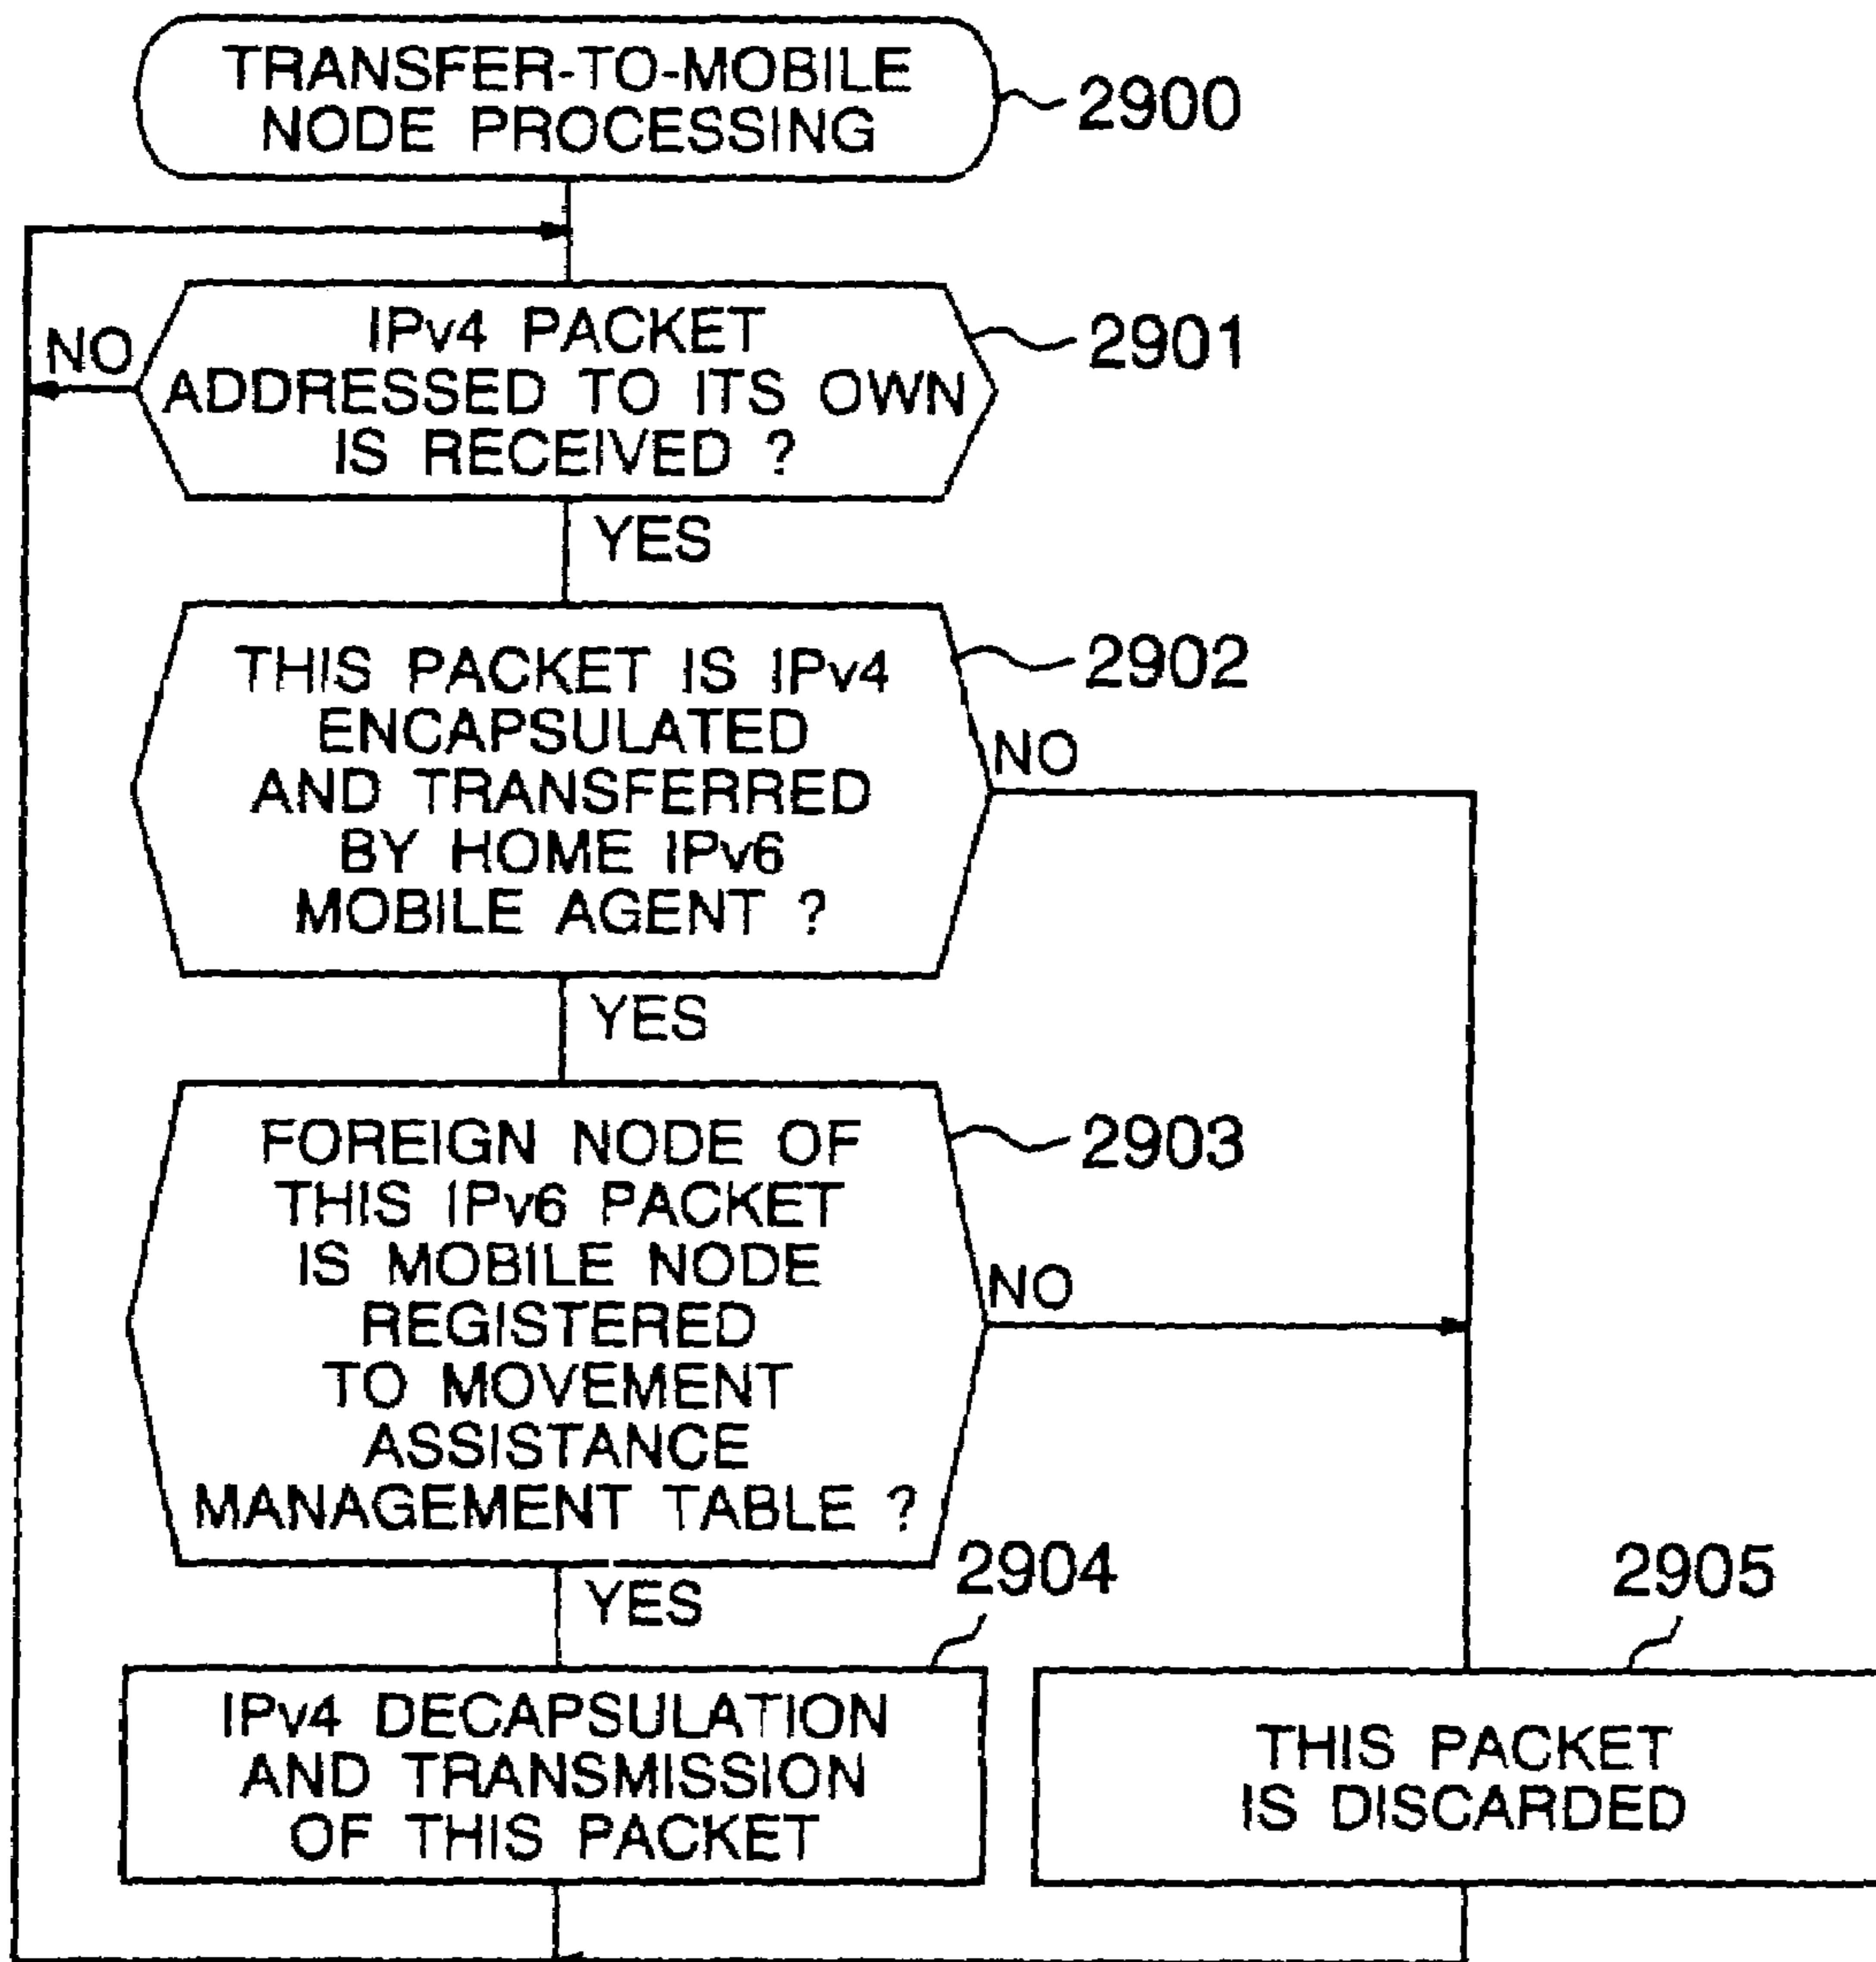 TRANSFER-TO-MOBILE
NODE PROCESSING
2900
IPv4 PACKET
ADDRESSED TO ITS OWN
IS RECEIVED ?
2901
NO
YES
THIS PACKET IS IPv4
ENCAPSULATED
AND TRANSFERRED
BY HOME IPv6
MOBILE AGENT ?
2902
NO
YES
FOREIGN NODE OF
THIS IPv6 PACKET
IS MOBILE NODE
REGISTERED
TO MOVEMENT
ASSISTANCE
MANAGEMENT TABLE ?
2903
NO
YES
2904
IPv4 DECAPSULATION
AND TRANSMISSION
OF THIS PACKET
2905
THIS PACKET
IS DISCARDED